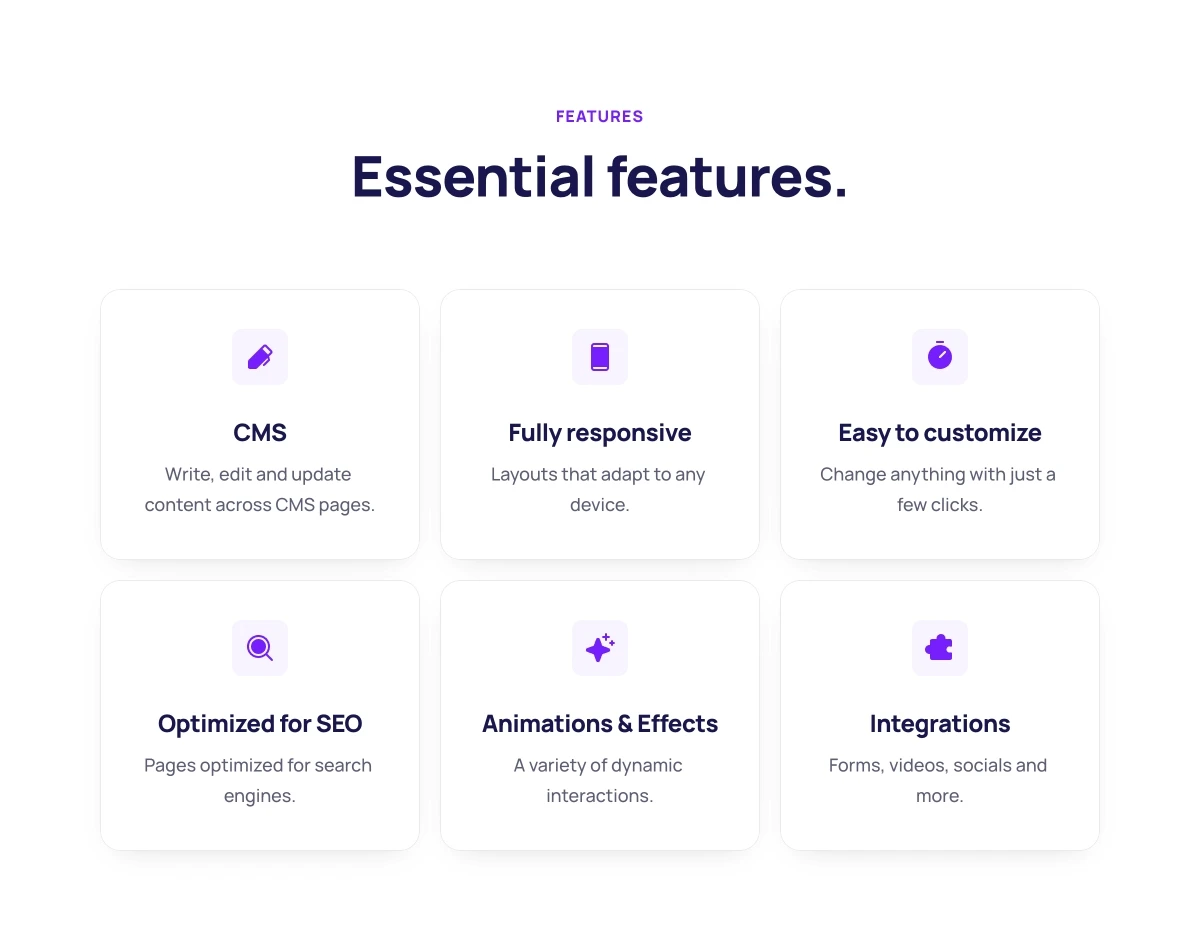 FEATURES
Essential features.
CMS
Write, edit and update
content across CMS pages.
Fully responsive
Layouts that adapt to any
device.
Easy to customize
Change anything with just a
few clicks.
Optimized for SEO
Pages optimized for search
engines.
Animations & Effects
A variety of dynamic
interactions.
Integrations
Forms, videos, socials and
more.